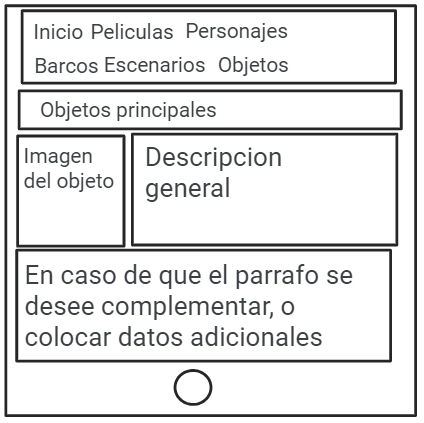 Inicio Peliculas Personajes
Barcos Escenarios Objetos
Objetos principales
Imagen
del objeto
Descripcion
general
En caso de que el parrafo se
desee complementar, o
colocar datos adicionales